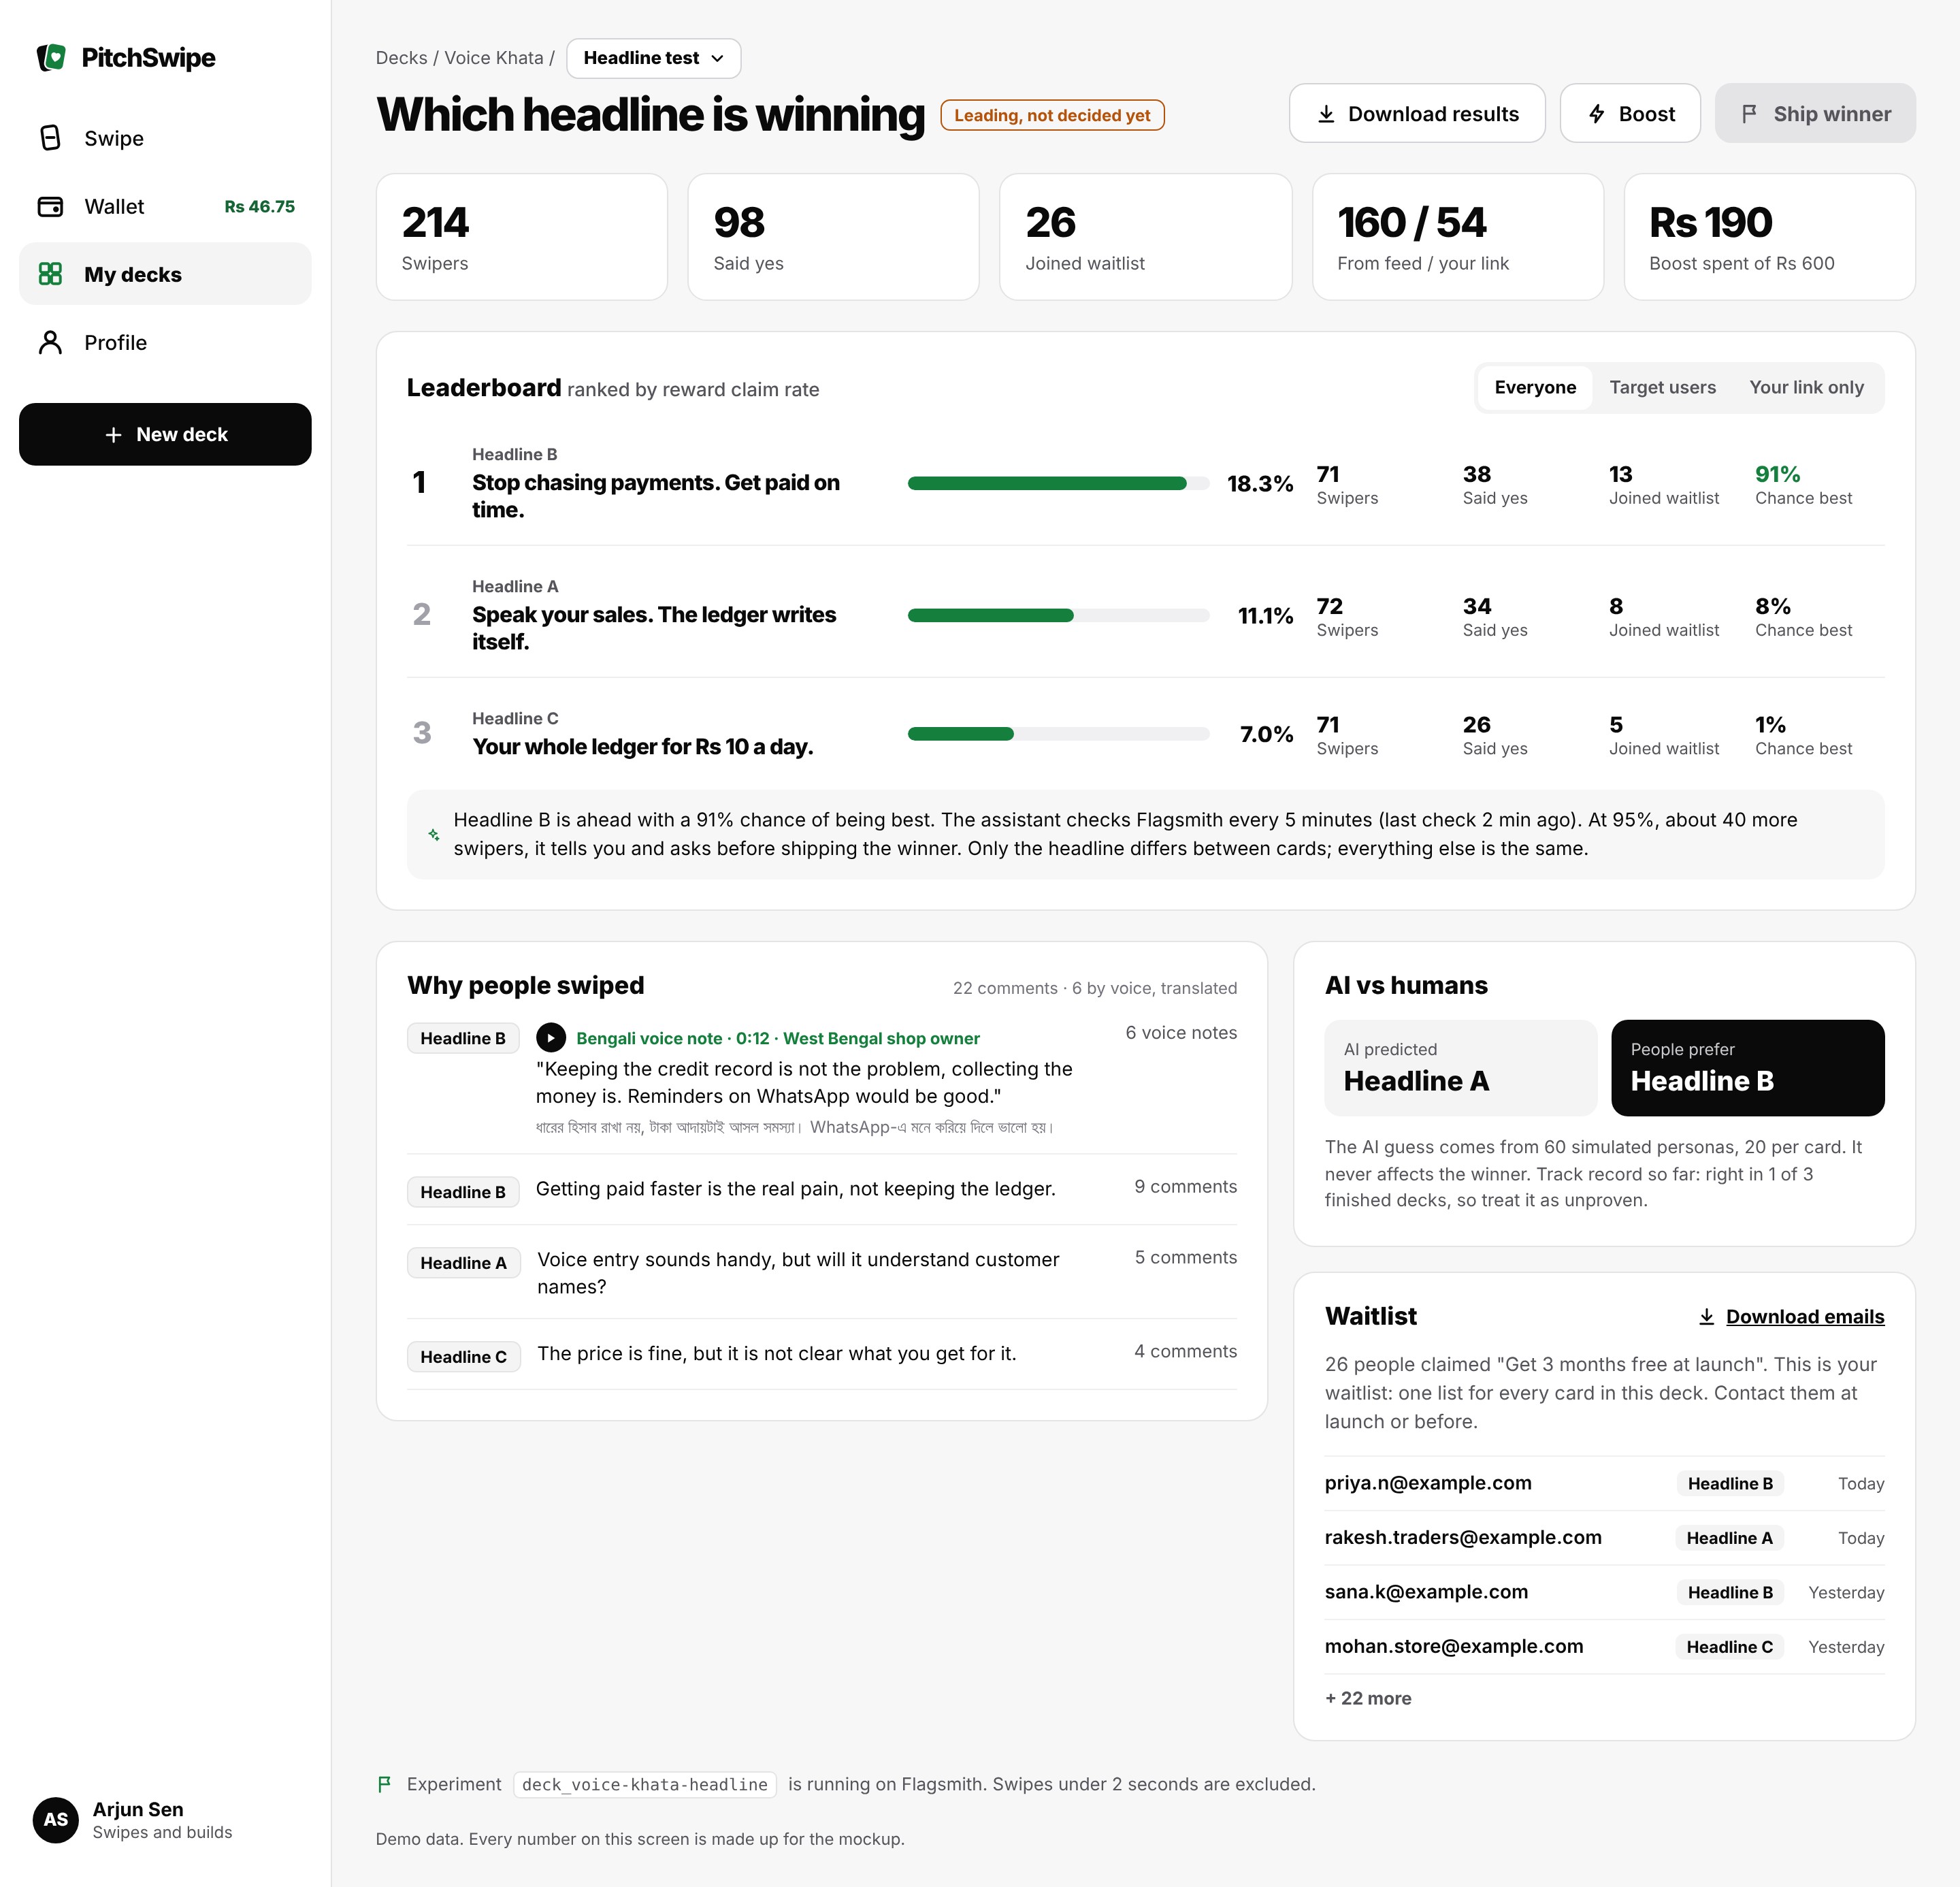 PitchSwipe
Swipe
Wallet Rs 46.75
My decks
Profile
+ New deck
AS
Arjun Sen
Swipes and builds
Decks / Voice Khata / Headline test
Which headline is winning Leading, not decided yet
Download results
Boost
Ship winner
214
Swipers
98
Said yes
26
Joined waitlist
160 / 54
From feed / your link
Rs 190
Boost spent of Rs 600
Leaderboard ranked by reward claim rate
Everyone Target users Your link only
1
Headline B
Stop chasing payments. Get paid on
time.
18.3%
71
Swipers
38
Said yes
13
Joined waitlist
91%
Chance best
2
Headline A
Speak your sales. The ledger writes
itself.
11.1%
72
Swipers
34
Said yes
8
Joined waitlist
8%
Chance best
3
Headline C
Your whole ledger for Rs 10 a day.
7.0%
71
Swipers
26
Said yes
5
Joined waitlist
1%
Chance best
Headline B is ahead with a 91% chance of being best. The assistant checks Flagsmith every 5 minutes (last check 2 min ago). At 95%, about 40 more
swipers, it tells you and asks before shipping the winner. Only the headline differs between cards; everything else is the same.
Why people swiped
22 comments · 6 by voice, translated
Headline B
Bengali voice note · 0:12 · West Bengal shop owner
6 voice notes
"Keeping the credit record is not the problem, collecting the
money is. Reminders on WhatsApp would be good."
ধারের হিসাব রাখা নয়, টাকা আদায়টাই আসল সমস্যা। WhatsApp-এ মনে করিয়ে দিলে ভালো হয়।
Headline B
Getting paid faster is the real pain, not keeping the ledger.
9 comments
Headline A
Voice entry sounds handy, but will it understand customer
names?
5 comments
Headline C
The price is fine, but it is not clear what you get for it.
4 comments
AI vs humans
AI predicted
Headline A
People prefer
Headline B
The AI guess comes from 60 simulated personas, 20 per card. It
never affects the winner. Track record so far: right in 1 of 3
finished decks, so treat it as unproven.
Waitlist
Download emails
26 people claimed "Get 3 months free at launch". This is your
waitlist: one list for every card in this deck. Contact them at
launch or before.
priya.n@example.com Headline B Today
rakesh.traders@example.com Headline A Today
sana.k@example.com Headline B Yesterday
mohan.store@example.com Headline C Yesterday
+ 22 more
Experiment deck_voice-khata-headline is running on Flagsmith. Swipes under 2 seconds are excluded.
Demo data. Every number on this screen is made up for the mockup.